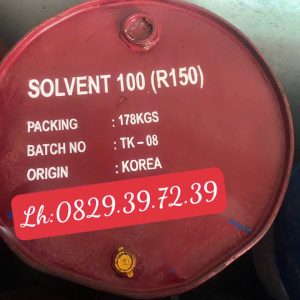 SOLVENT 100 (R150)
PACKING : 178KGS
BATCH NO : TK – 08
ORIGIN : KOREA
Lh:0829.39.72.39